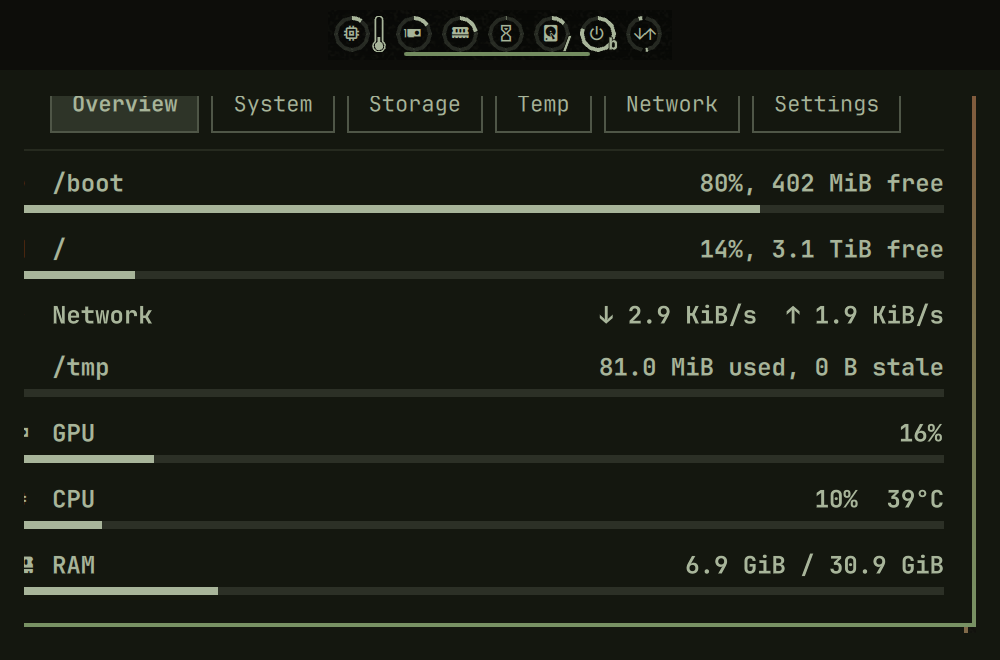 / b
Overview System Storage Temp Network Settings
/boot 80%, 402 MiB free
/ 14%, 3.1 TiB free
Network ↓ 2.9 KiB/s ↑ 1.9 KiB/s
/tmp 81.0 MiB used, 0 B stale
GPU 16%
CPU 10% 39°C
RAM 6.9 GiB / 30.9 GiB